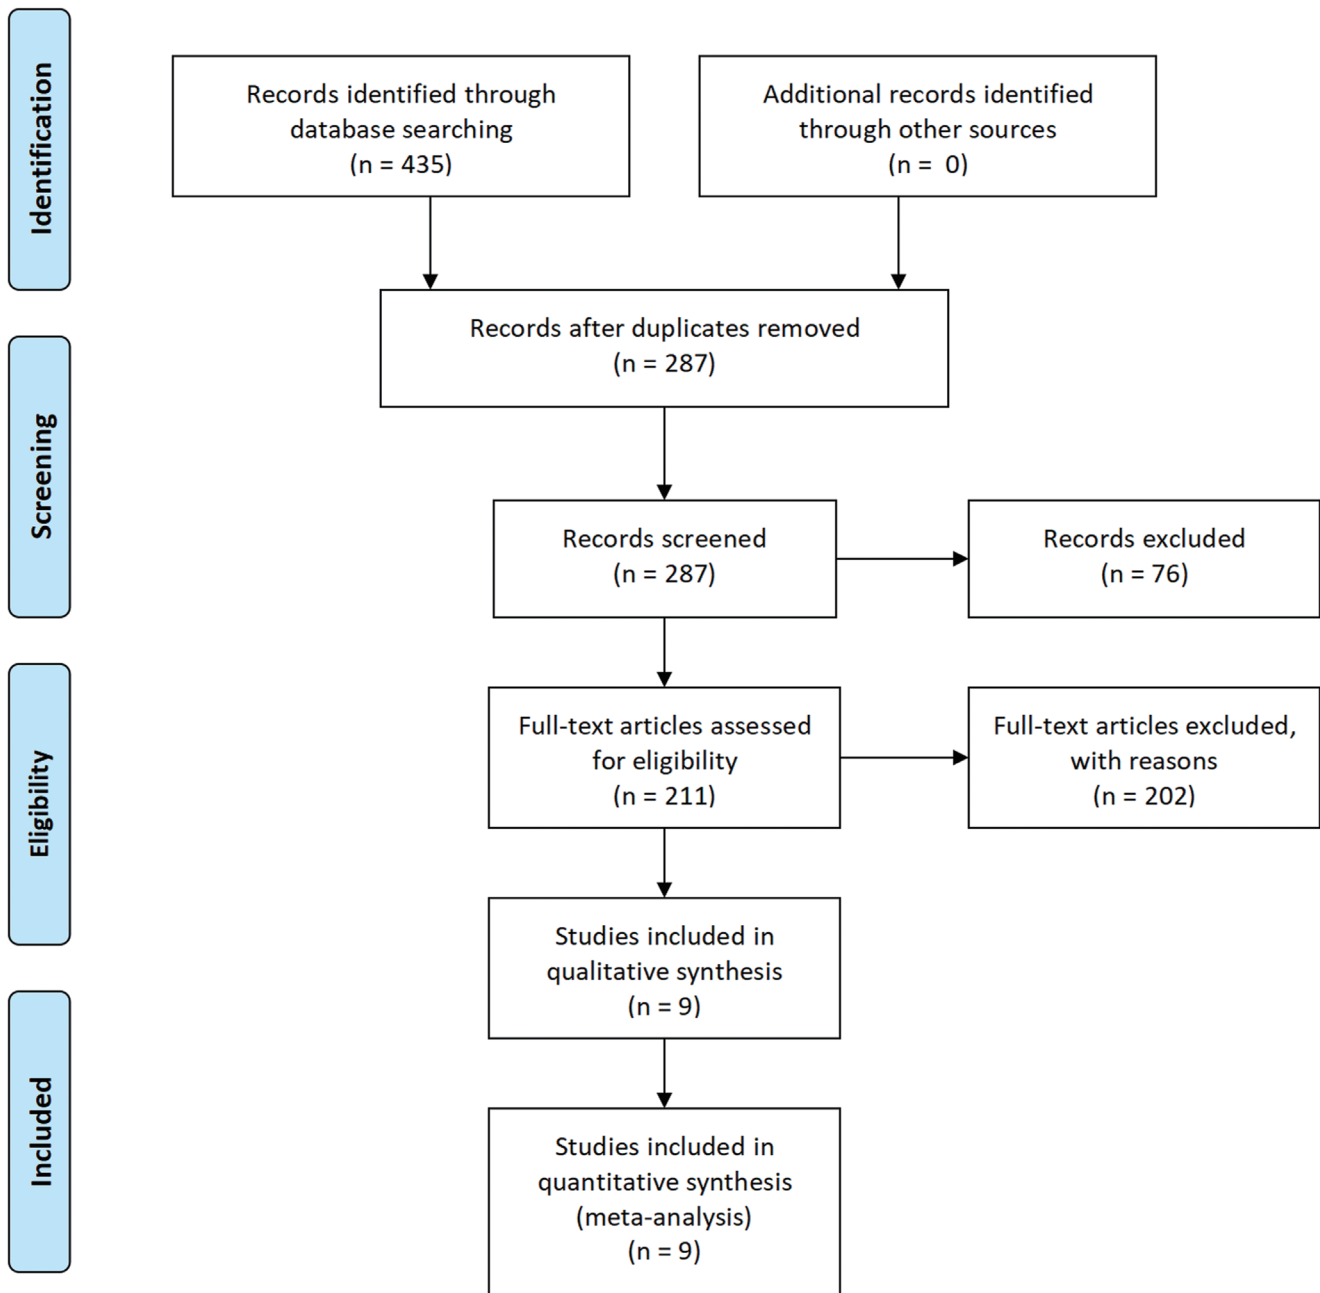 Identification
Records identified through
database searching
(n = 435)
Additional records identified
through other sources
(n =  0)
Records after duplicates removed
(n = 287)
Screening
Records screened
(n = 287)
Records excluded
(n = 76)
Eligibility
Full-text articles assessed
for eligibility
(n = 211)
Full-text articles excluded,
with reasons
(n = 202)
Studies included in
qualitative synthesis
(n = 9)
Included
Studies included in
quantitative synthesis
(meta-analysis)
(n = 9)